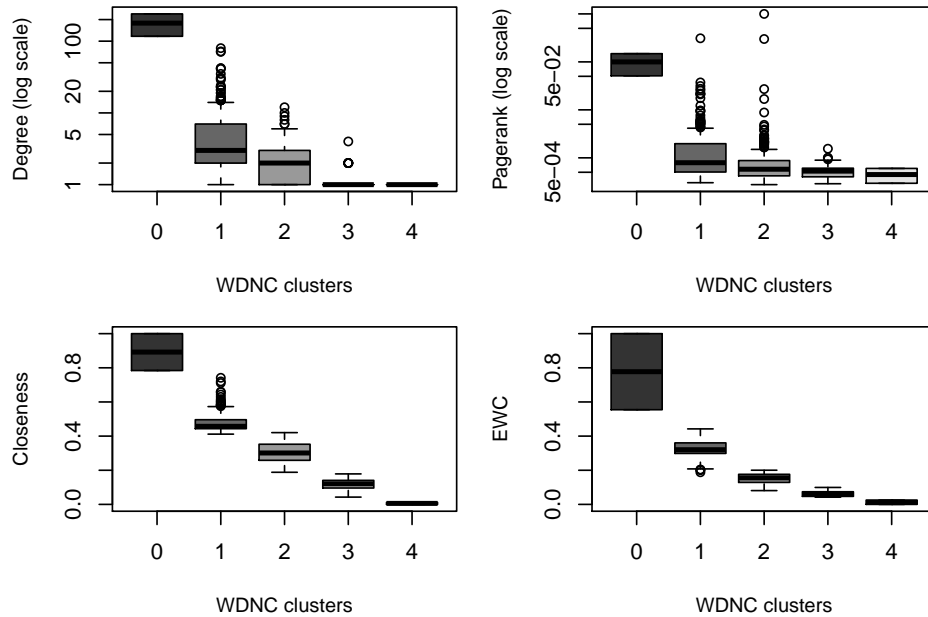 Degree (log scale)
100
20
5
1
0 1 2 3 4
WDNC clusters
Pagerank (log scale)
5e−02
5e−04
0 1 2 3 4
WDNC clusters
Closeness
0.8
0.4
0.0
0 1 2 3 4
WDNC clusters
EWC
0.8
0.4
0.0
0 1 2 3 4
WDNC clusters